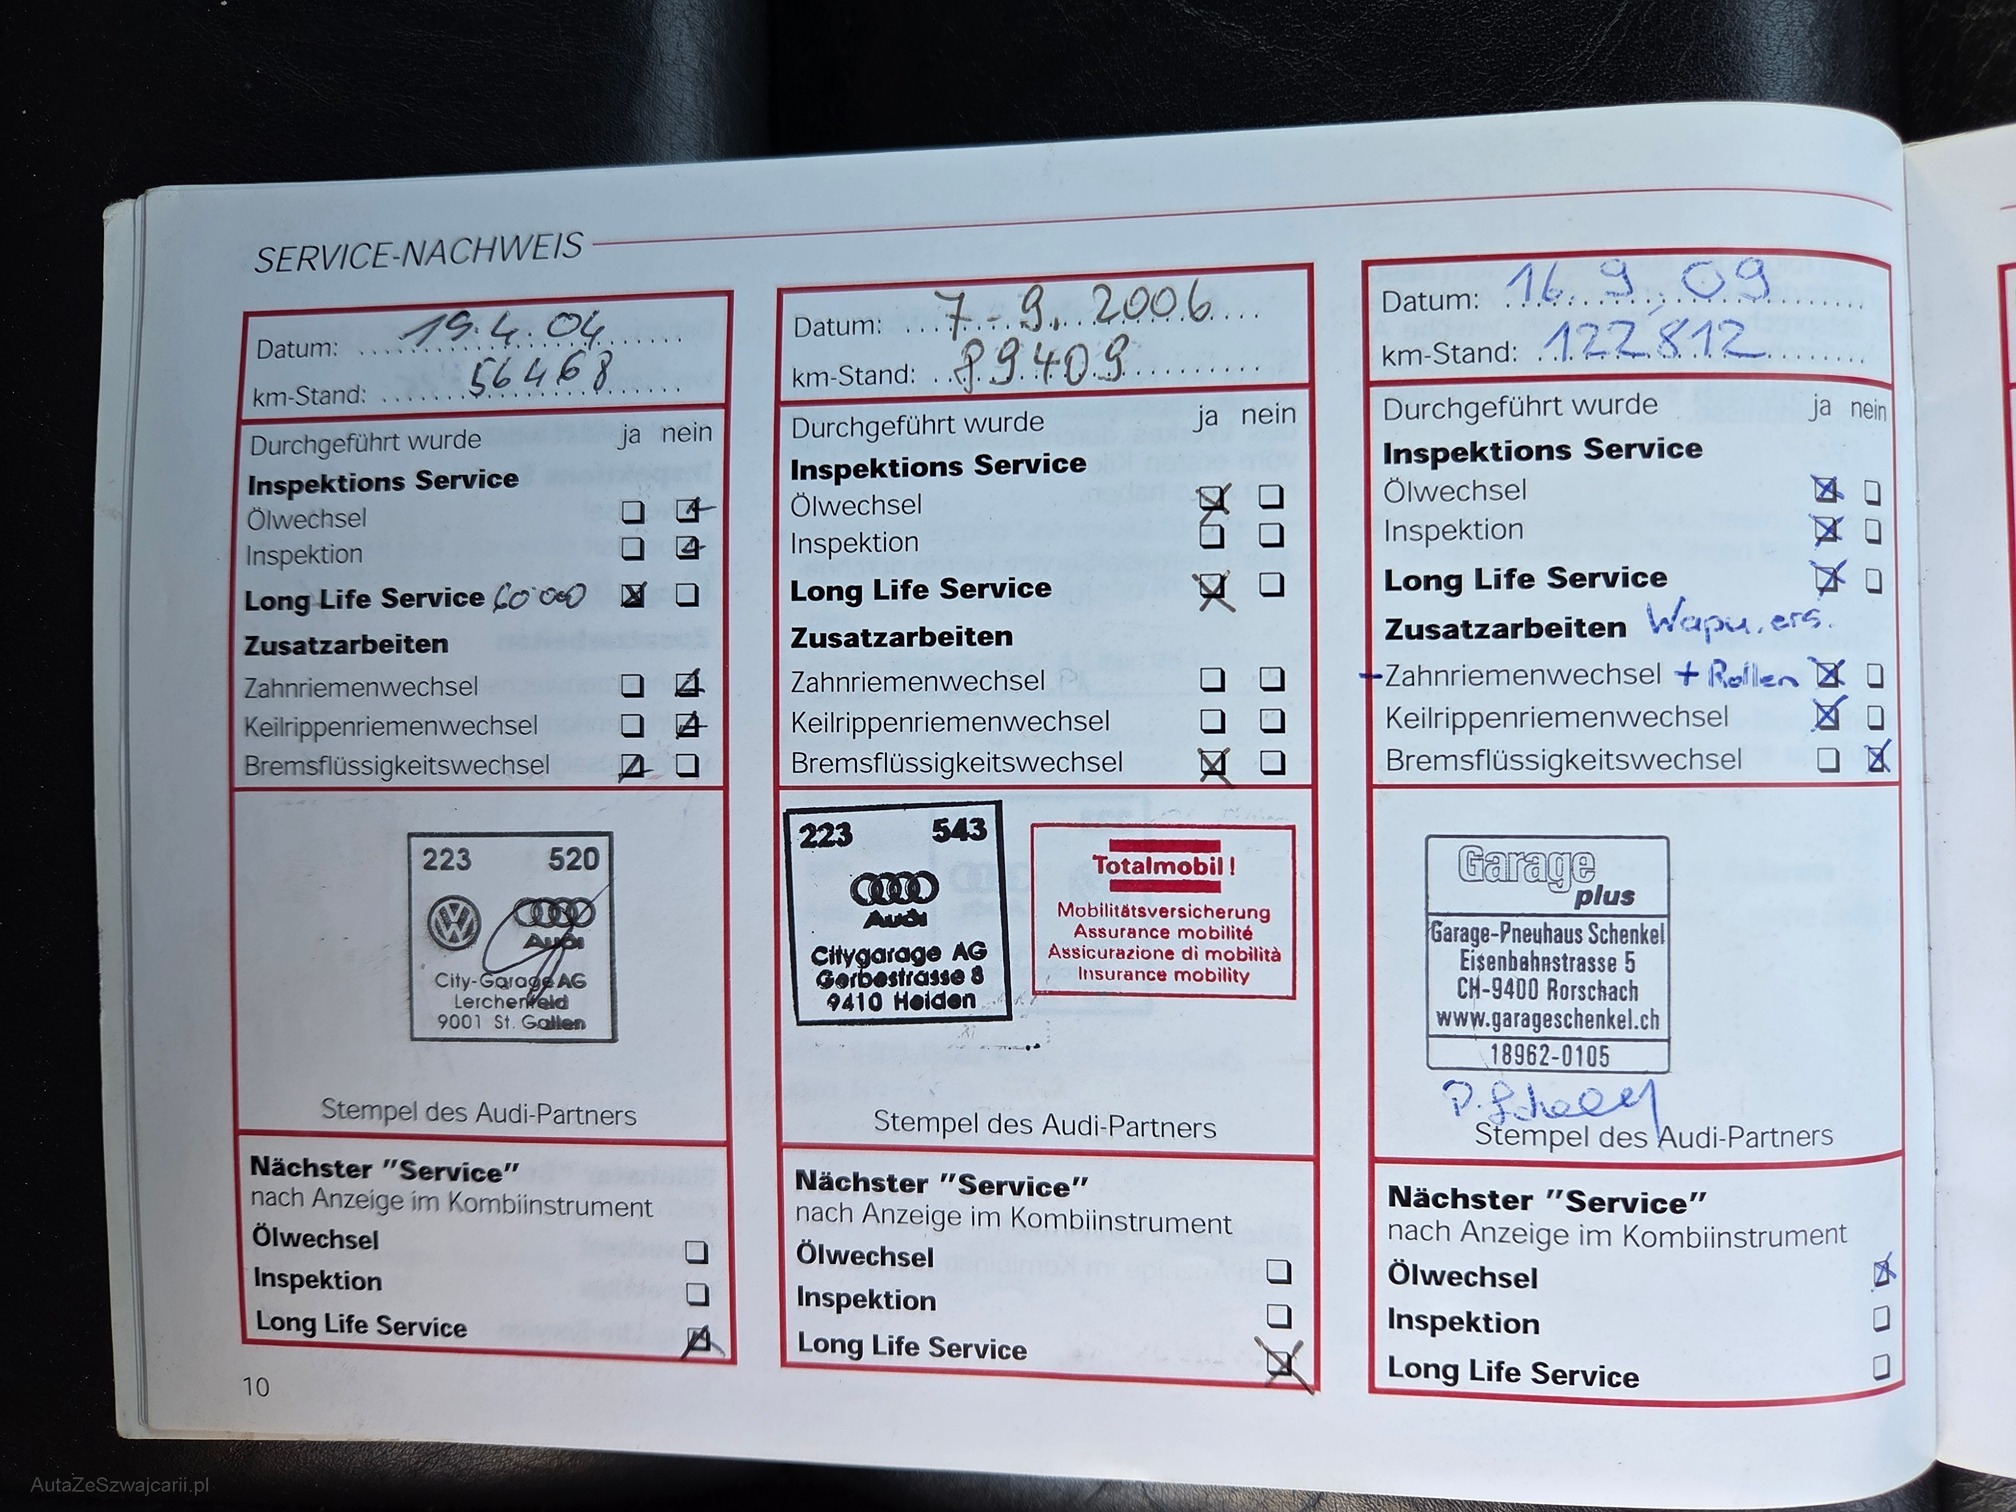 SERVICE-NACHWEIS
Datum: 19.4.04
km-Stand: 56468
Durchgeführt wurde ja nein
Inspektions Service
Ölwechsel
Inspektion
Long Life Service 60'000
Zusatzarbeiten
Zahnriemenwechsel
Keilrippenriemenwechsel
Bremsflüssigkeitswechsel
223 520
Audi
City-Garage AG
Lerchenfeld
9001 St. Gallen
Stempel des Audi-Partners
Nächster "Service"
nach Anzeige im Kombiinstrument
Ölwechsel
Inspektion
Long Life Service
10
Datum: 7-9. 2006
km-Stand: 89409
Durchgeführt wurde ja nein
Inspektions Service
Ölwechsel
Inspektion
Long Life Service
Zusatzarbeiten
Zahnriemenwechsel
Keilrippenriemenwechsel
Bremsflüssigkeitswechsel
223 543
Audi
Citygarage AG
Gerbestrasse 8
9410 Heiden
Totalmobil!
Mobilitätsversicherung
Assurance mobilité
Assicurazione di mobilità
Insurance mobility
Stempel des Audi-Partners
Nächster "Service"
nach Anzeige im Kombiinstrument
Ölwechsel
Inspektion
Long Life Service
Datum: 16.9.09
km-Stand: 122.812
Durchgeführt wurde ja nein
Inspektions Service
Ölwechsel
Inspektion
Long Life Service
Zusatzarbeiten Wapu. ers.
- Zahnriemenwechsel + Rollen
Keilrippenriemenwechsel
Bremsflüssigkeitswechsel
Garage
plus
Garage-Pneuhaus Schenkel
Eisenbahnstrasse 5
CH-9400 Rorschach
www.garageschenkel.ch
18962-0105
Stempel des Audi-Partners
Nächster "Service"
nach Anzeige im Kombiinstrument
Ölwechsel
Inspektion
Long Life Service
AutaZeSzwajcarii.pl